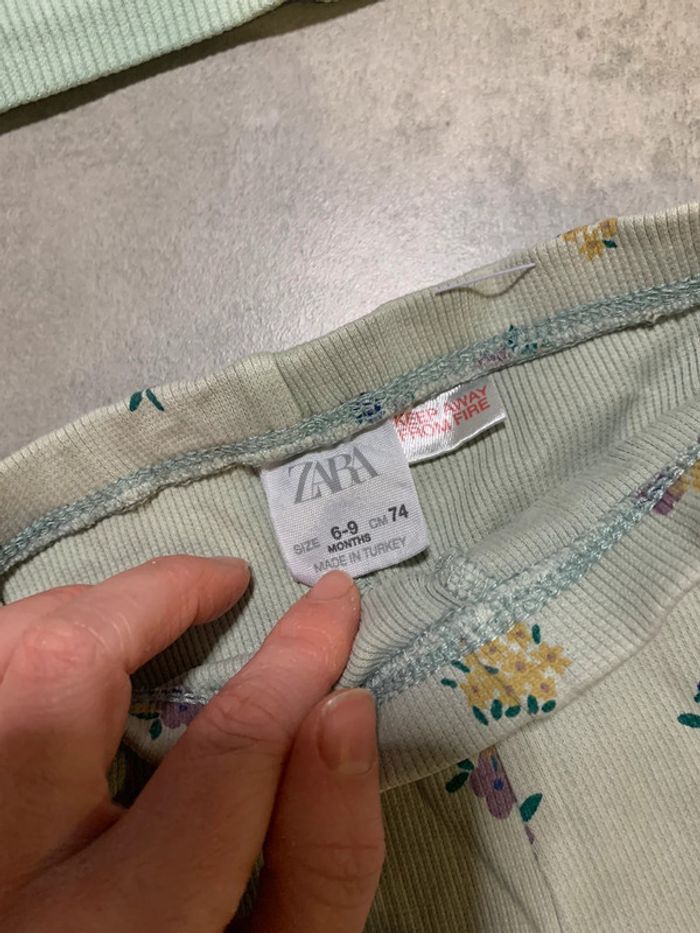 ZARA
SIZE 6-9 CM 74
MONTHS
MADE IN TURKEY
KEEP AWAY
FROM FIRE